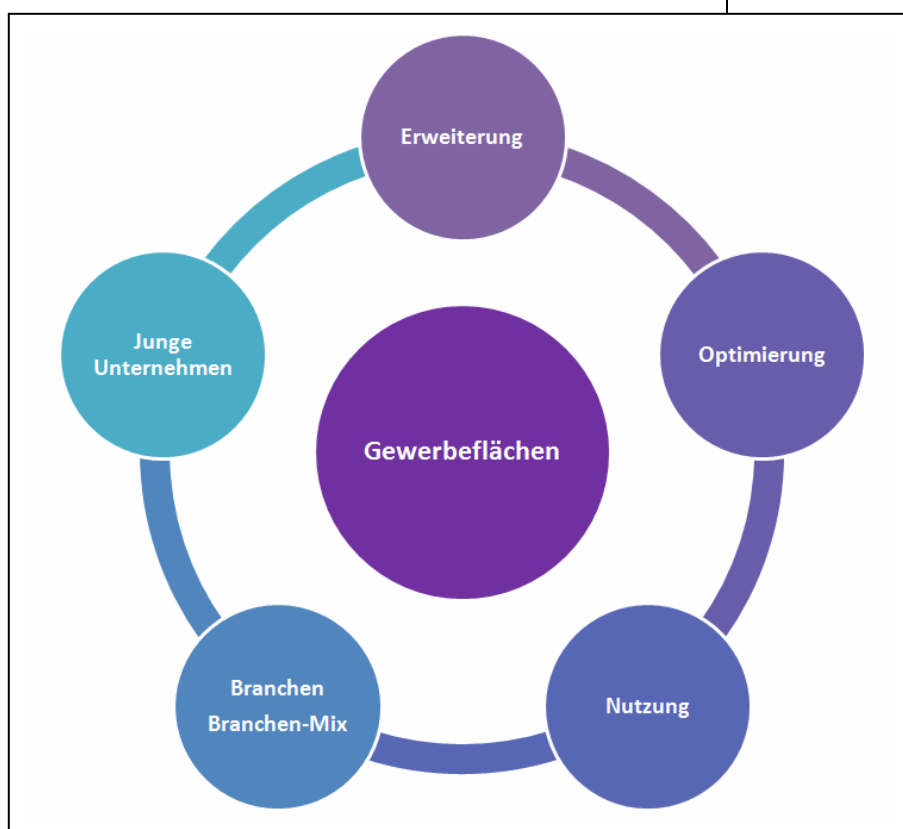 Erweiterung
Optimierung
Nutzung
Branchen
Branchen-Mix
Junge
Unternehmen
Gewerbeflächen